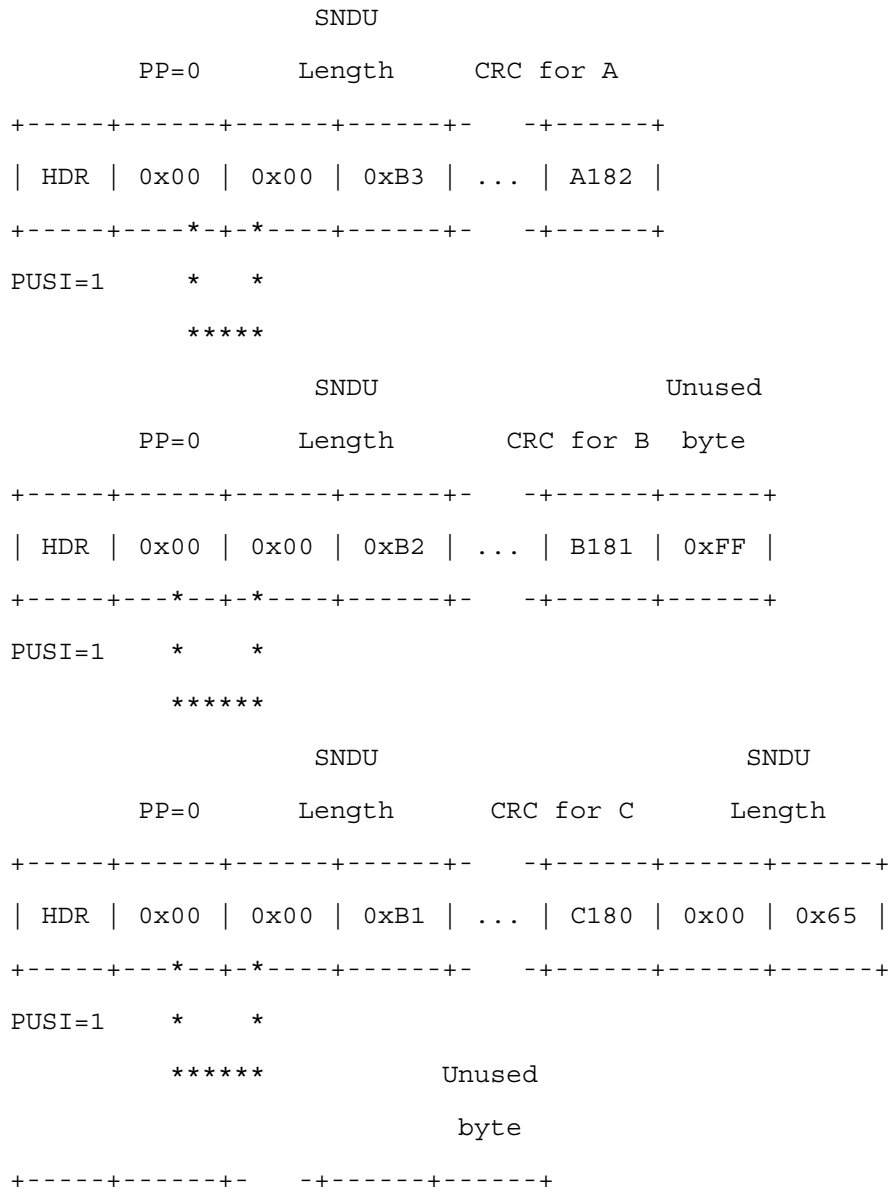 SNDU
        PP=0      Length     CRC for A
+-----+------+------+------+-   -+------+
| HDR | 0x00 | 0x00 | 0xB3 | ... | A182 |
+-----+----*-+-*----+------+-   -+------+
PUSI=1     *   *
           *****
                   SNDU                  Unused
        PP=0      Length       CRC for B  byte
+-----+------+------+------+-   -+------+------+
| HDR | 0x00 | 0x00 | 0xB2 | ... | B181 | 0xFF |
+-----+---*--+-*----+------+-   -+------+------+
PUSI=1    *    *
          ******
                   SNDU                       SNDU
        PP=0      Length      CRC for C      Length
+-----+------+------+------+-   -+------+------+------+
| HDR | 0x00 | 0x00 | 0xB1 | ... | C180 | 0x00 | 0x65 |
+-----+---*--+-*----+------+-   -+------+------+------+
PUSI=1    *    *
          ******           Unused
                            byte
+-----+------+-   -+------+------+